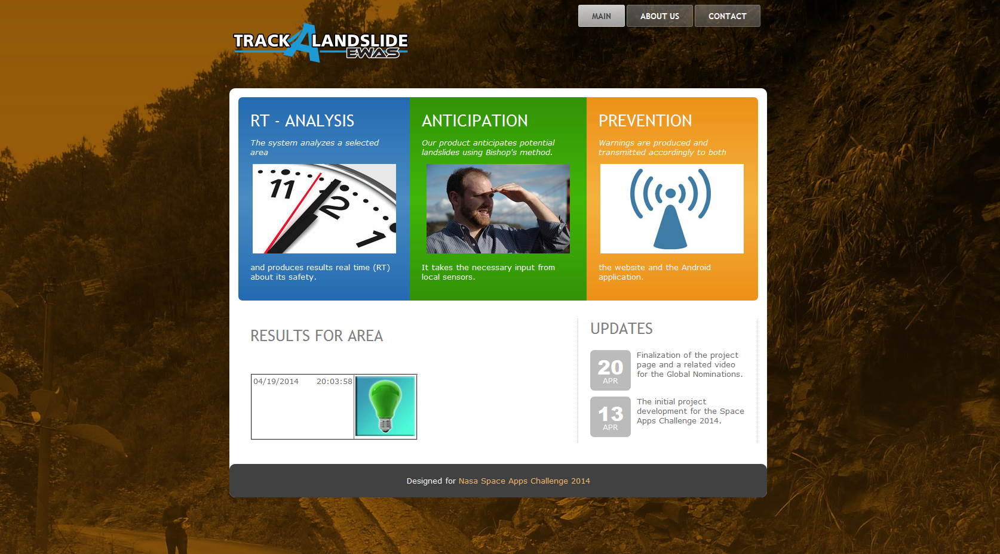 MAIN
ABOUT US
CONTACT
TRACK A LANDSLIDE
EWAS
RT - ANALYSIS
The system analyzes a selected
area
11
12
1
and produces results real time (RT)
about its safety.
ANTICIPATION
Our product anticipates potential
landslides using Bishop's method.
It takes the necessary input from
local sensors.
PREVENTION
Warnings are produced and
transmitted accordingly to both
the website and the Android
application.
RESULTS FOR AREA
04/19/2014 20:03:58
UPDATES
20
APR
Finalization of the project
page and a related video
for the Global Nominations.
13
APR
The initial project
development for the Space
Apps Challenge 2014.
Designed for Nasa Space Apps Challenge 2014